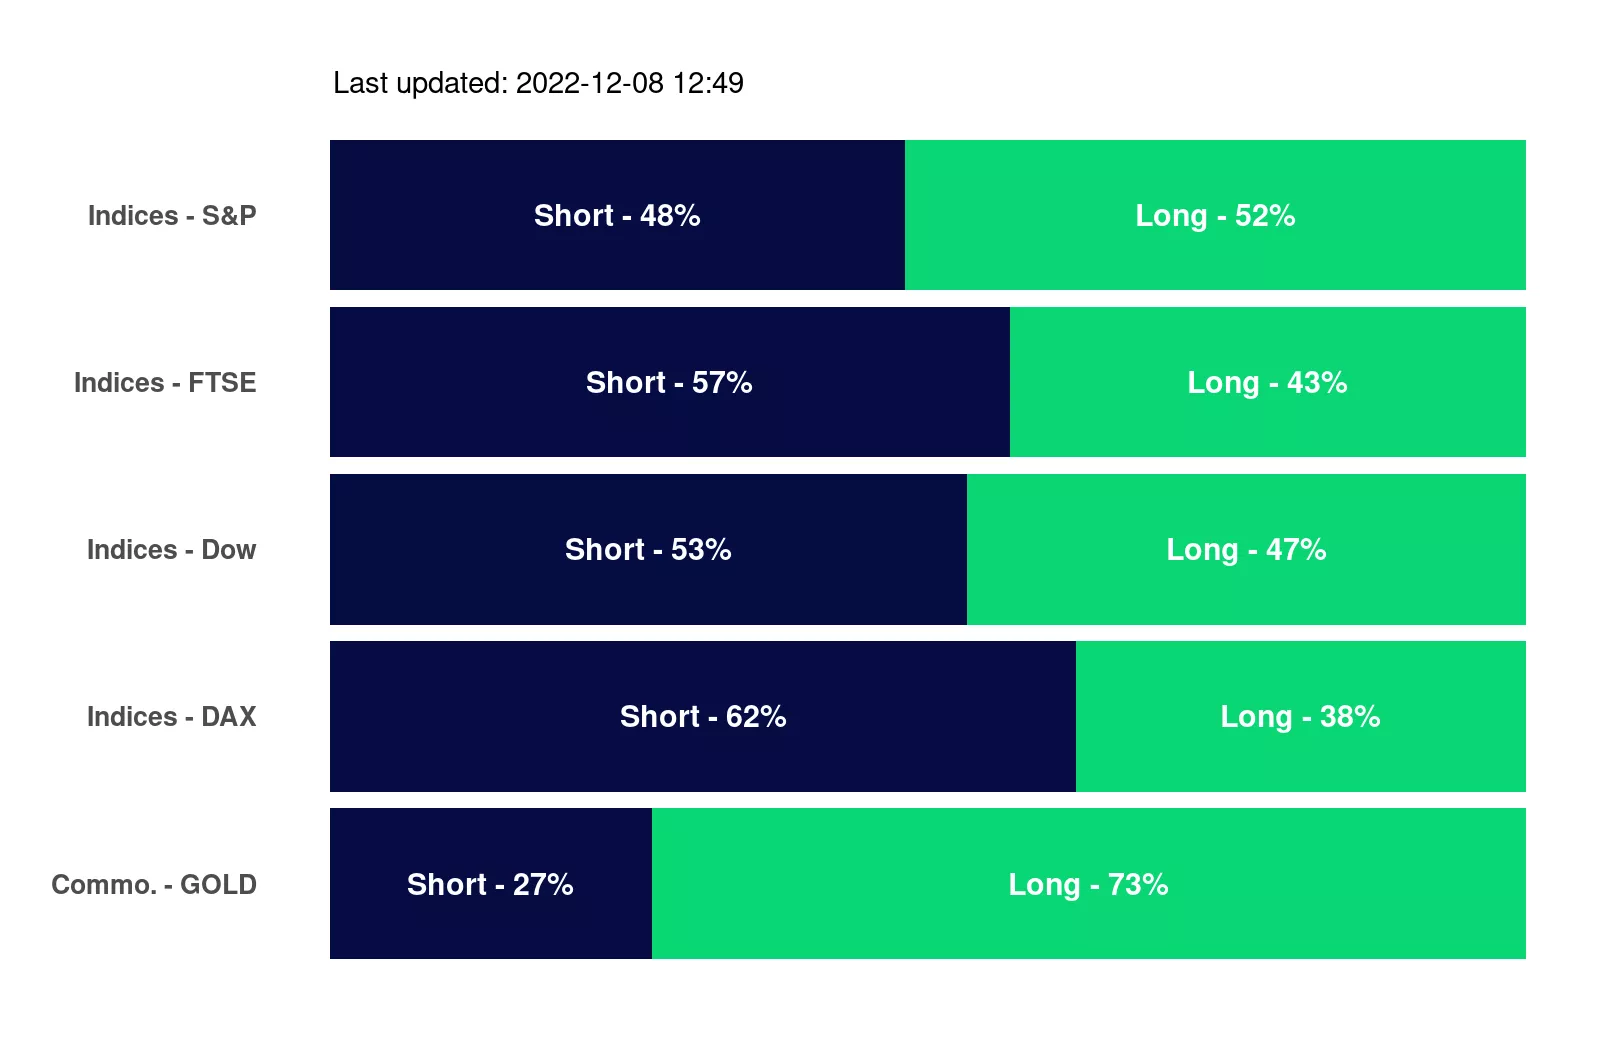 Last updated: 2022-12-08 12:49
Indices - S&P Short - 48% Long - 52%
Indices - FTSE Short - 57% Long - 43%
Indices - Dow Short - 53% Long - 47%
Indices - DAX Short - 62% Long - 38%
Commo. - GOLD Short - 27% Long - 73%